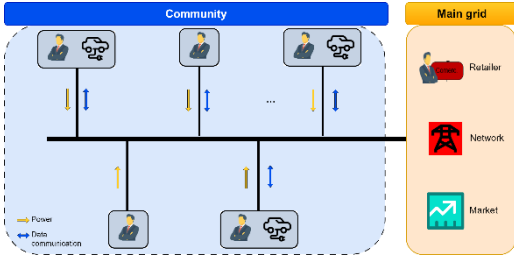 Community
Main grid
Retailer
...
Network
Market
Power
Data
communication